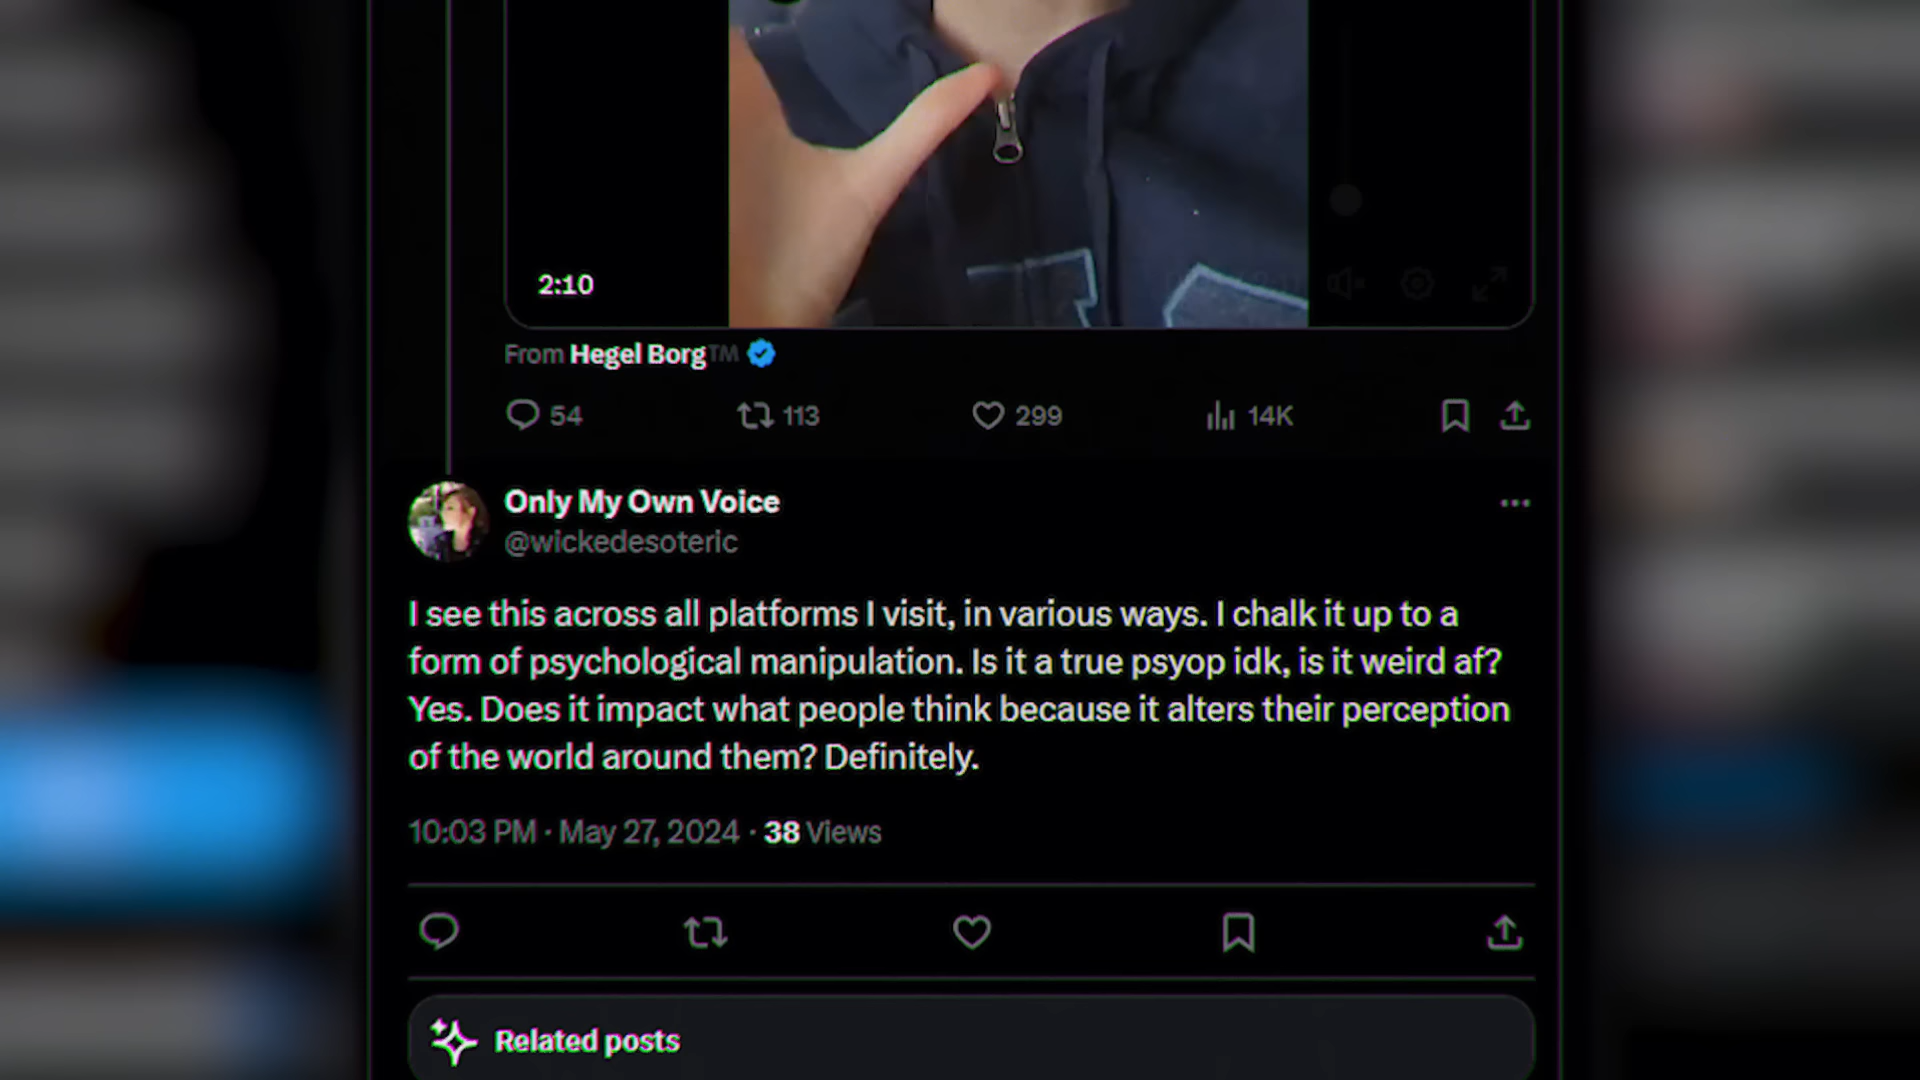 2:10
From Hegel Borg™
54 113 299 14K
Only My Own Voice
@wickedesoteric
I see this across all platforms I visit, in various ways. I chalk it up to a
form of psychological manipulation. Is it a true psyop idk, is it weird af?
Yes. Does it impact what people think because it alters their perception
of the world around them? Definitely.
10:03 PM · May 27, 2024 · 38 Views
Related posts